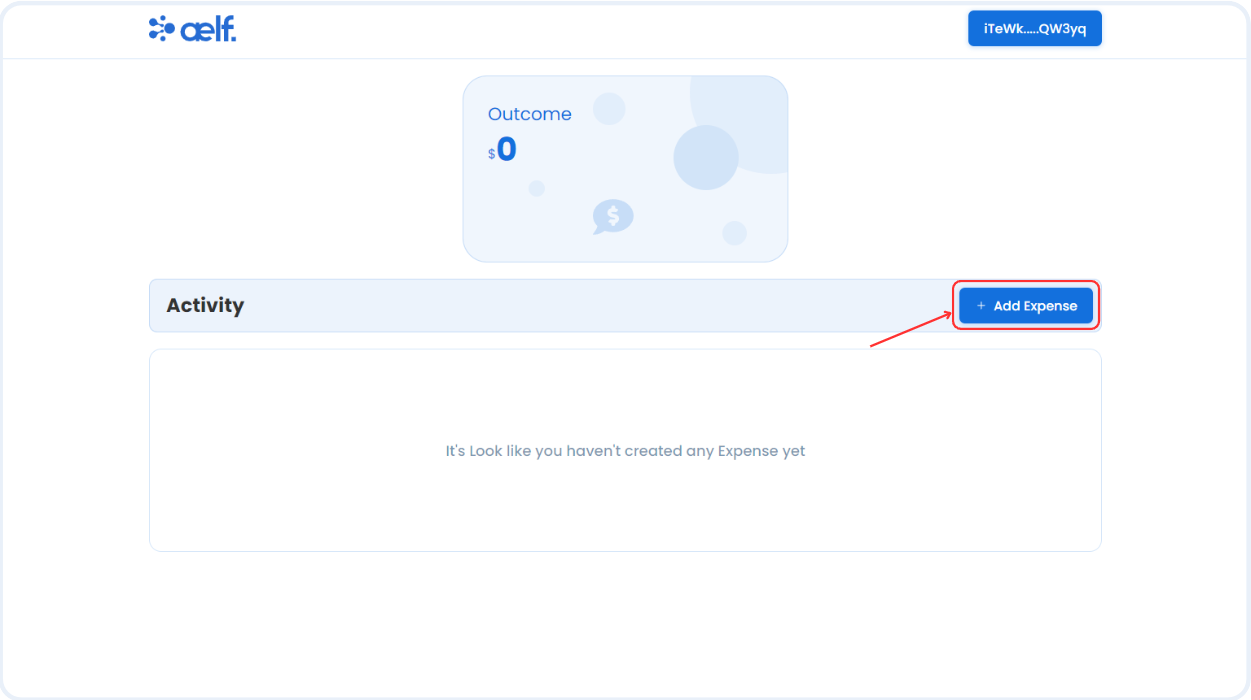 aelf.
iTeWk.....QW3yq
Outcome
$0
Activity
+ Add Expense
It's Look like you haven't created any Expense yet